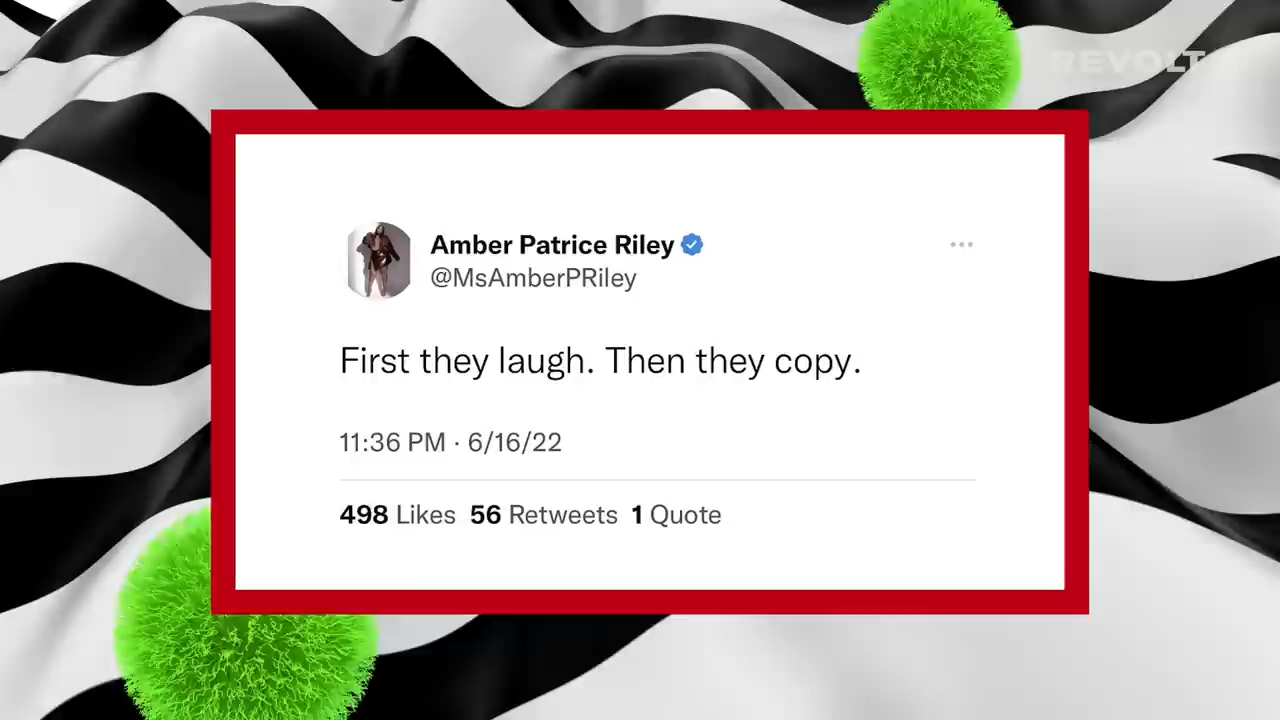 REVOLT
Amber Patrice Riley
@MsAmberPRiley
First they laugh. Then they copy.
11:36 PM · 6/16/22
498 Likes 56 Retweets 1 Quote